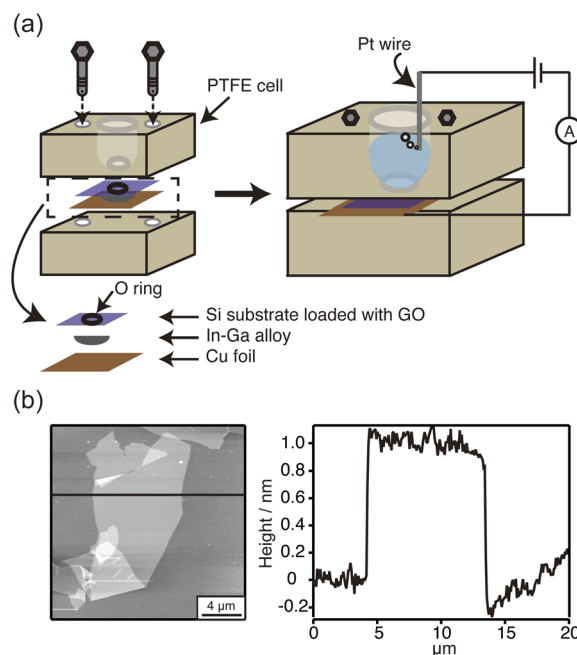 (a)
Pt wire
PTFE cell
A
O ring
Si substrate loaded with GO
In-Ga alloy
Cu foil
(b)
4 µm
Height / nm
1.0
0.8
0.6
0.4
0.2
0
-0.2
0
5
10
15
20
µm